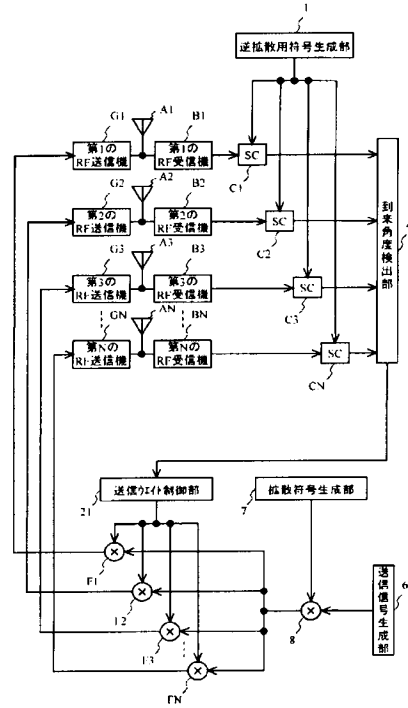 1
逆拡散用符号生成部
G1
A1
B1
第1の
RF送信機
第1の
RF受信機
SC
C1
G2
A2
B2
第2の
RF送信機
第2の
RF受信機
SC
C2
G3
A3
B3
第3の
RF送信機
第3の
RF受信機
SC
C3
GN
AN
BN
第Nの
RF送信機
第Nの
RF受信機
SC
CN
到来角度検出部
送信ウエイト制御部
21
拡散符号生成部
7
送信信号生成部
6
8
F1
F2
F3
FN